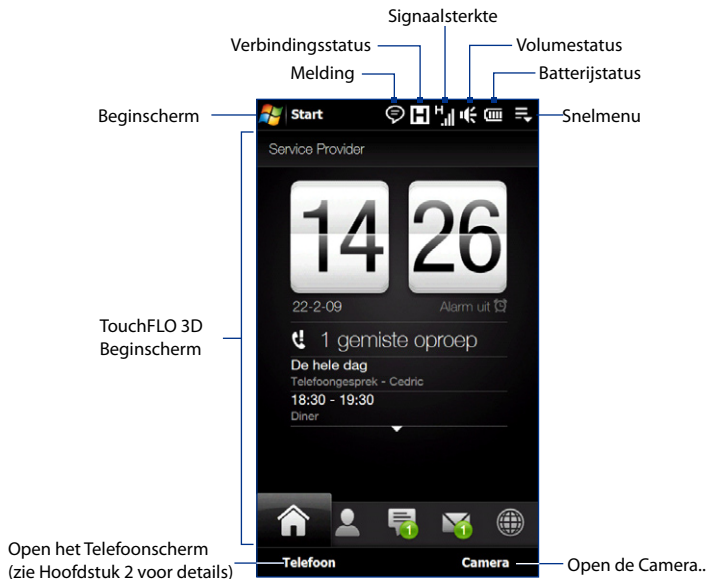 Signaalsterkte
Verbindingsstatus
Volumestatus
Melding
Batterijstatus
Beginscherm
Start
H
H
Snelmenu
Service Provider
14 26
22-2-09
Alarm uit
TouchFLO 3D
Beginscherm
1 gemiste oproep
De hele dag
Telefoongesprek - Cedric
18:30 - 19:30
Diner
1
1
Open het Telefoonscherm
(zie Hoofdstuk 2 voor details)
Telefoon
Camera
Open de Camera..